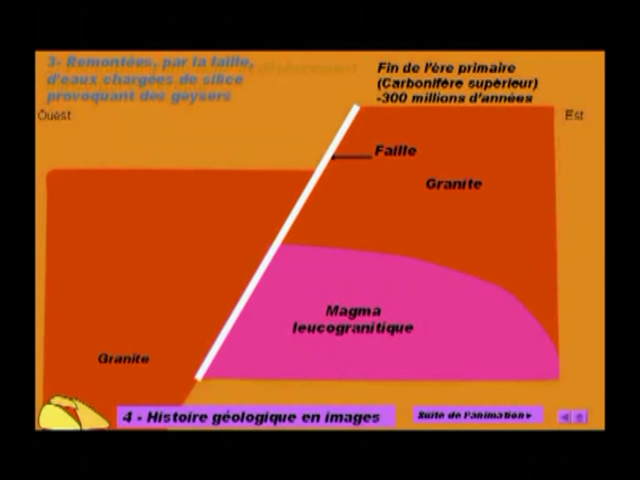 3- Remontées, par la faille,
d'eaux chargées de silice
provoquant des geysers
Fin de l'ère primaire
(Carbonifère supérieur)
-300 millions d'années
Ouest
Est
Faille
Granite
Magma
leucogranitique
Granite
4 - Histoire géologique en images
Suite de l'animation